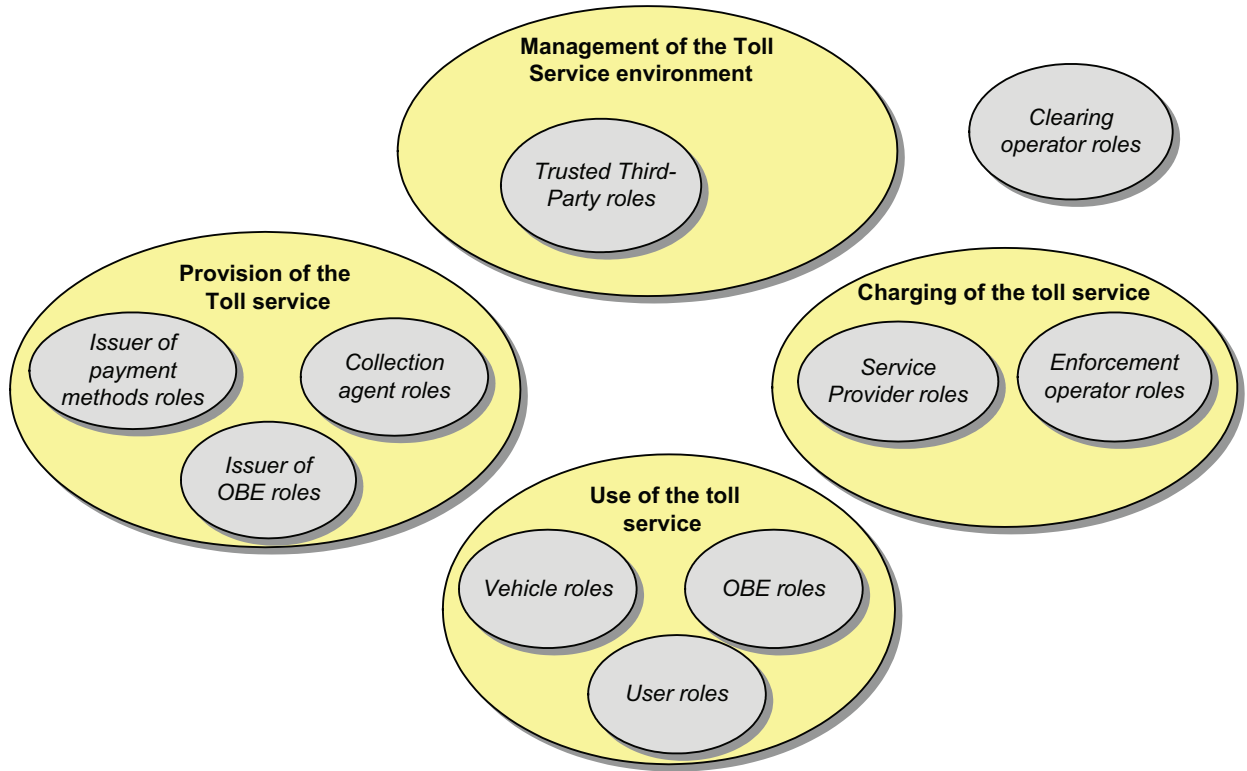 Management of the Toll
Service environment
Trusted Third-
Party roles
Clearing
operator roles
Provision of the
Toll service
Issuer of
payment
methods roles
Collection
agent roles
Issuer of
OBE roles
Charging of the toll service
Service
Provider roles
Enforcement
operator roles
Use of the toll
service
Vehicle roles
OBE roles
User roles